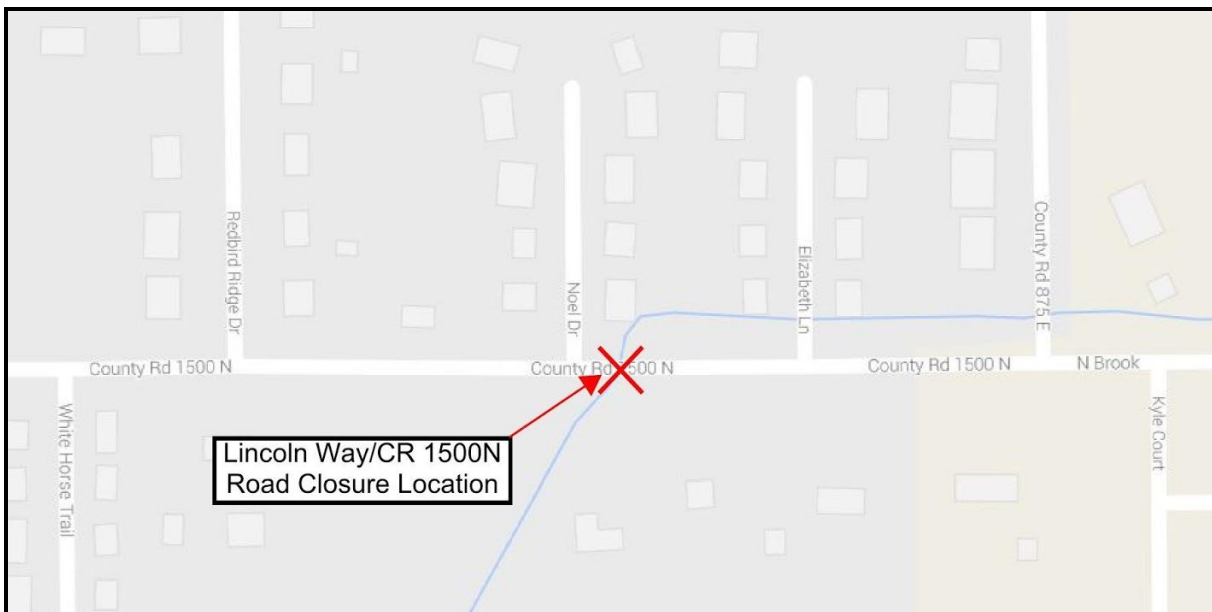 Redbird Ridge Dr
Noel Dr
Elizabeth Ln
County Rd 875 E
County Rd 1500 N
County Rd 1500 N
County Rd 1500 N
N Brook
White Horse Trail
Kyle Court
Lincoln Way/CR 1500N
Road Closure Location